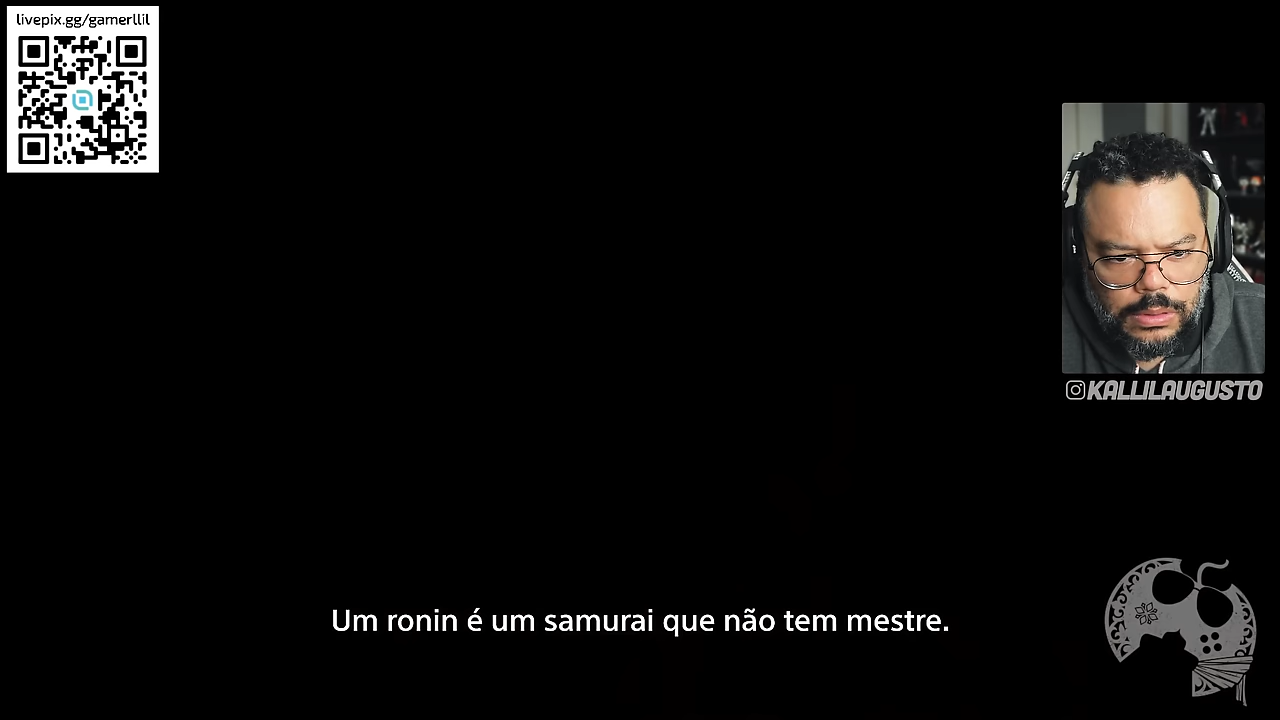 livepix.gg/gamerllil
KALLILAUGUSTO
Um ronin é um samurai que não tem mestre.